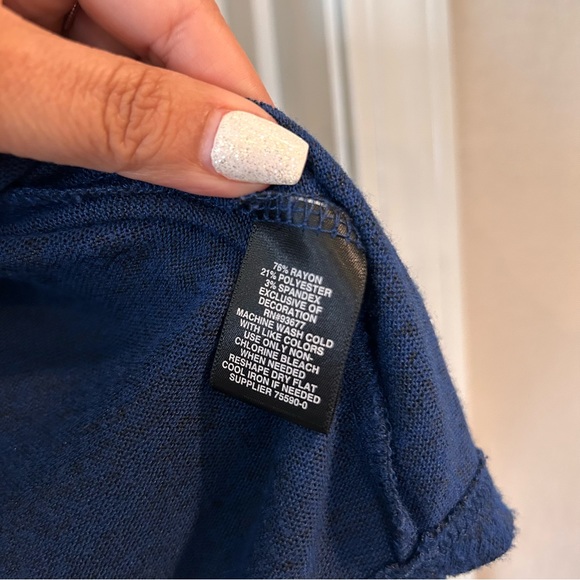 76% RAYON
21% POLYESTER
3% SPANDEX
EXCLUSIVE OF
DECORATION
RN#93677
MACHINE WASH COLD
WITH LIKE COLORS
USE ONLY NON-
CHLORINE BLEACH
WHEN NEEDED
RESHAPE DRY FLAT
COOL IRON IF NEEDED
SUPPLIER 75590-0